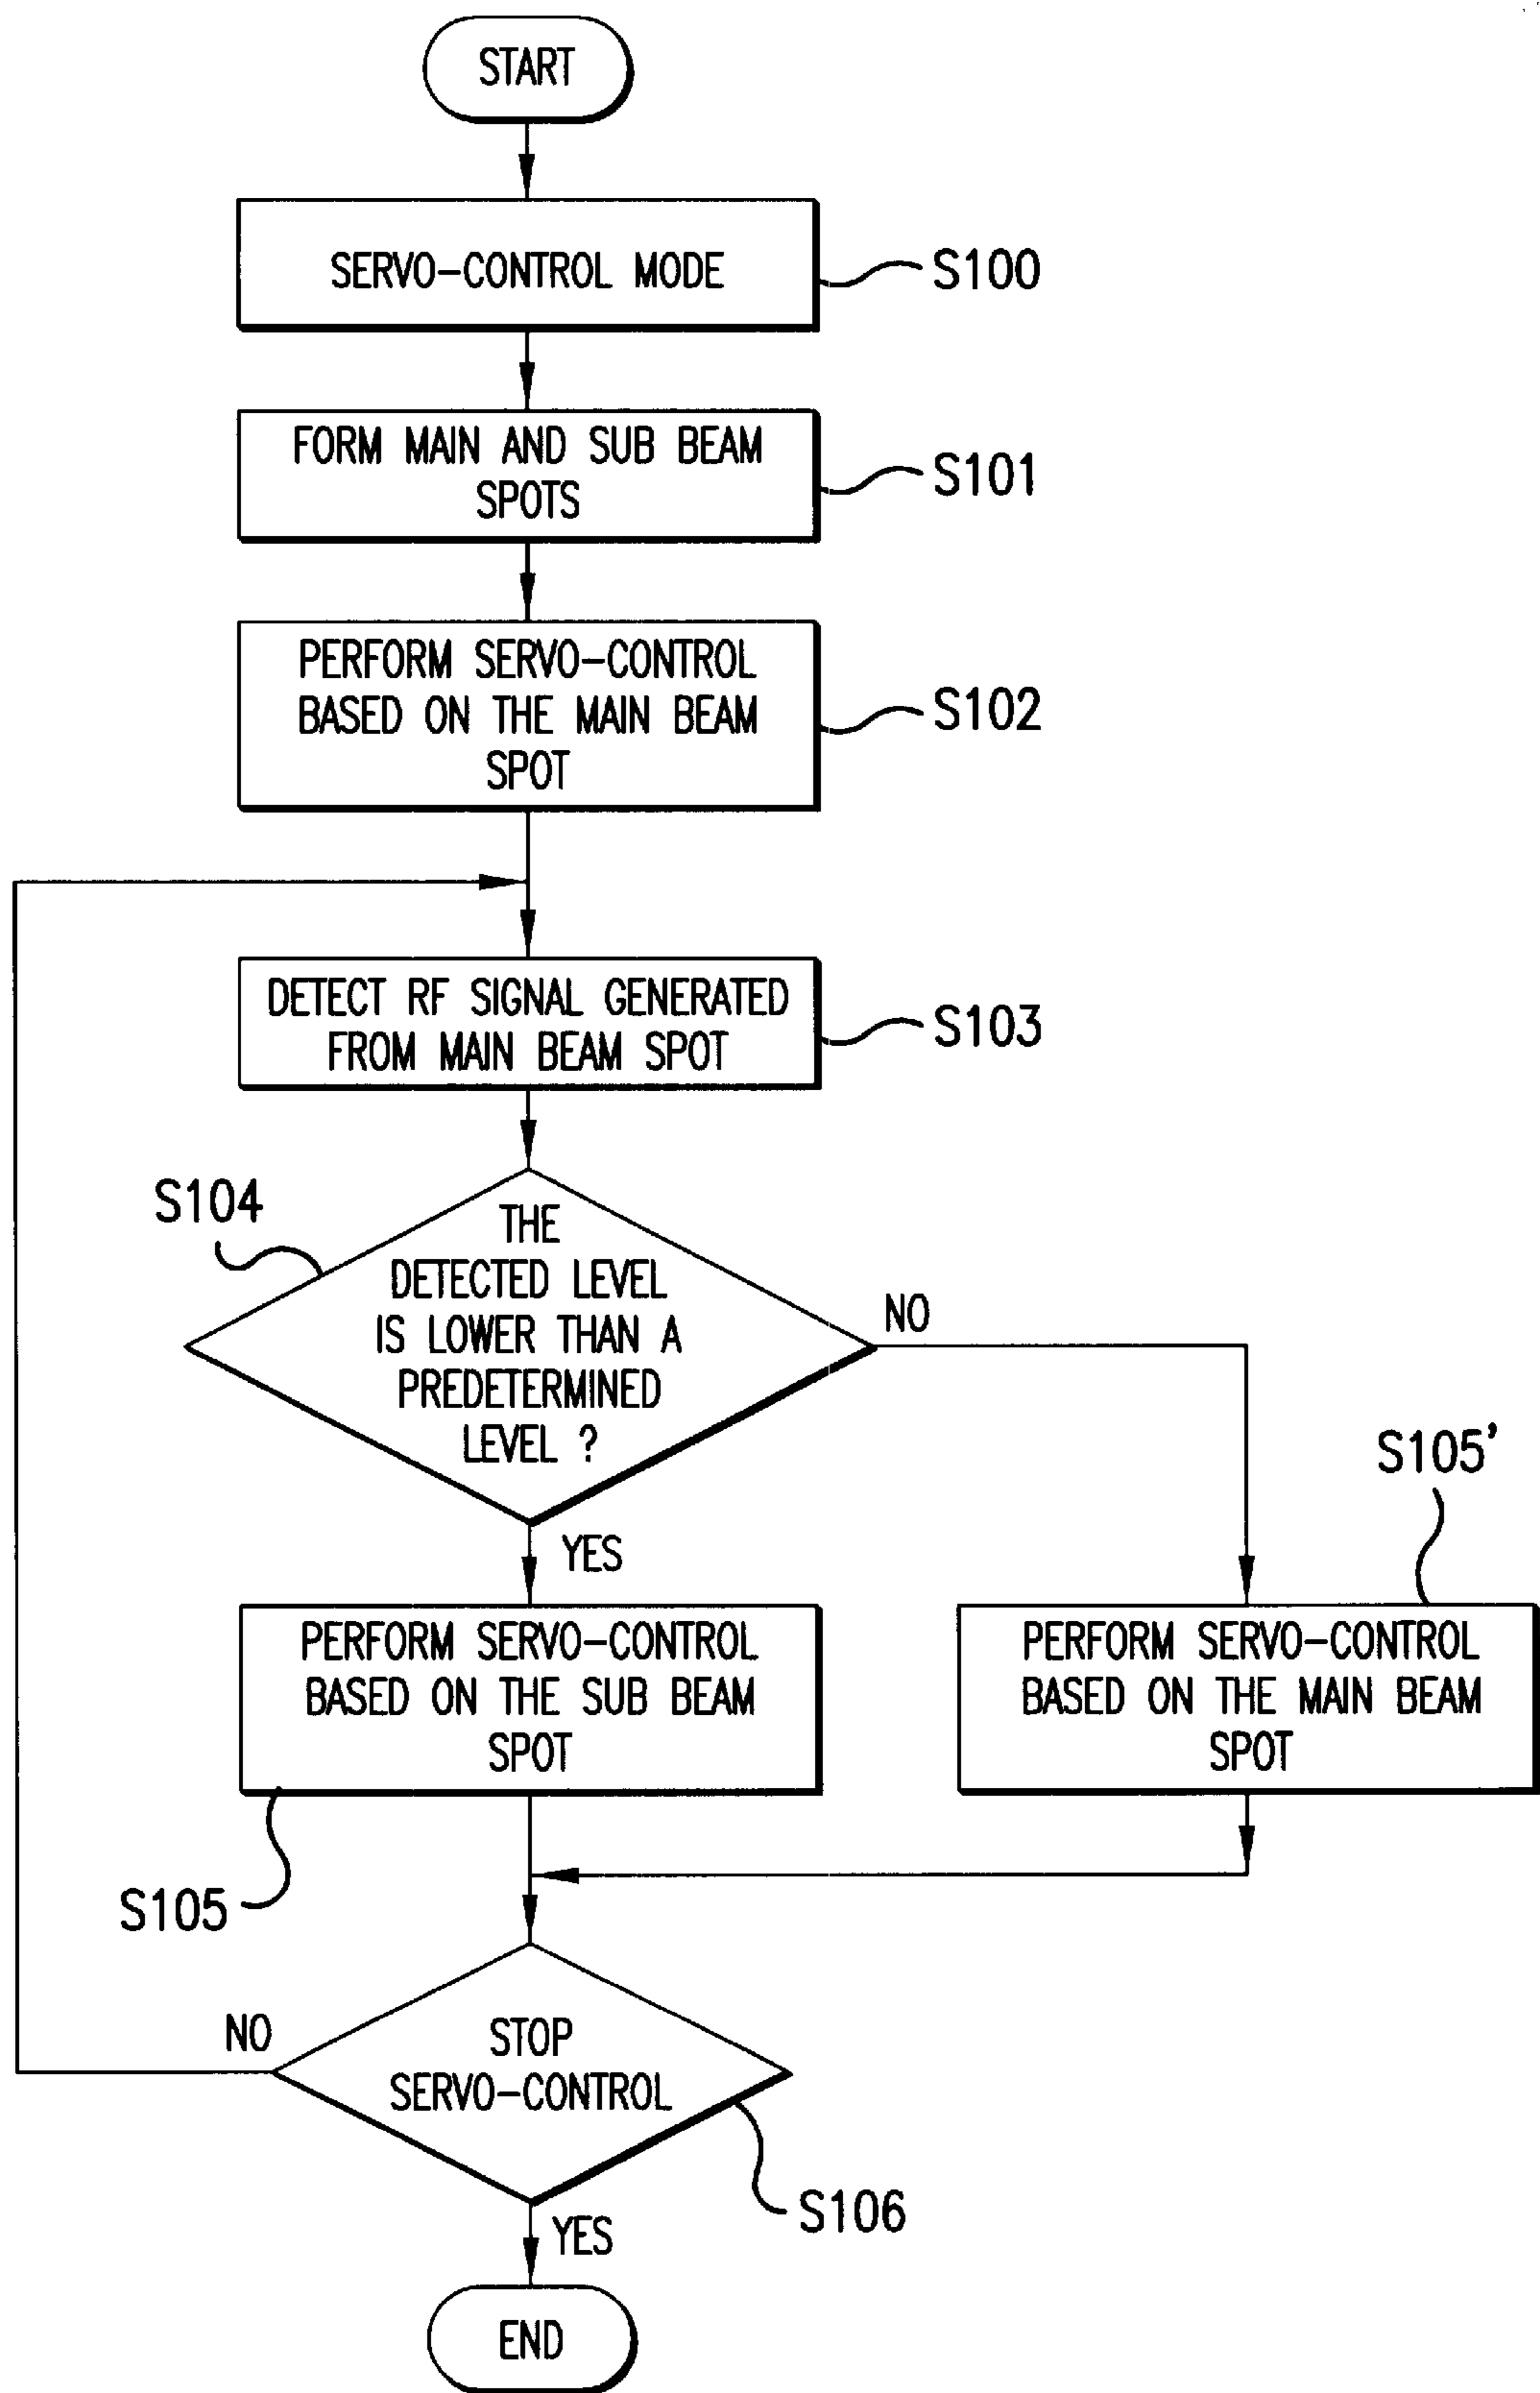 START
SERVO-CONTROL MODE
S100
FORM MAIN AND SUB BEAM
SPOTS
S101
PERFORM SERVO-CONTROL
BASED ON THE MAIN BEAM
SPOT
S102
DETECT RF SIGNAL GENERATED
FROM MAIN BEAM SPOT
S103
S104
THE
DETECTED LEVEL
IS LOWER THAN A
PREDETERMINED
LEVEL ?
NO
YES
S105'
PERFORM SERVO-CONTROL
BASED ON THE SUB BEAM
SPOT
S105
PERFORM SERVO-CONTROL
BASED ON THE MAIN BEAM
SPOT
NO
STOP
SERVO-CONTROL
S106
YES
END